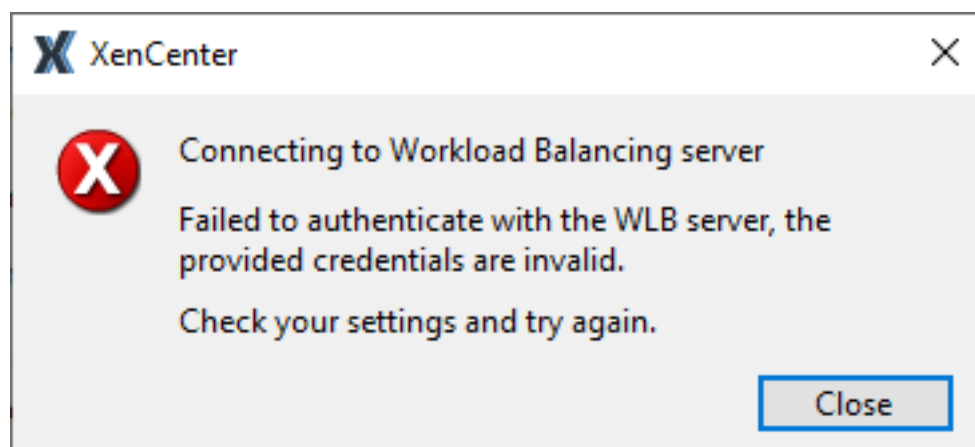 XenCenter
Connecting to Workload Balancing server
Failed to authenticate with the WLB server, the
provided credentials are invalid.
Check your settings and try again.
Close